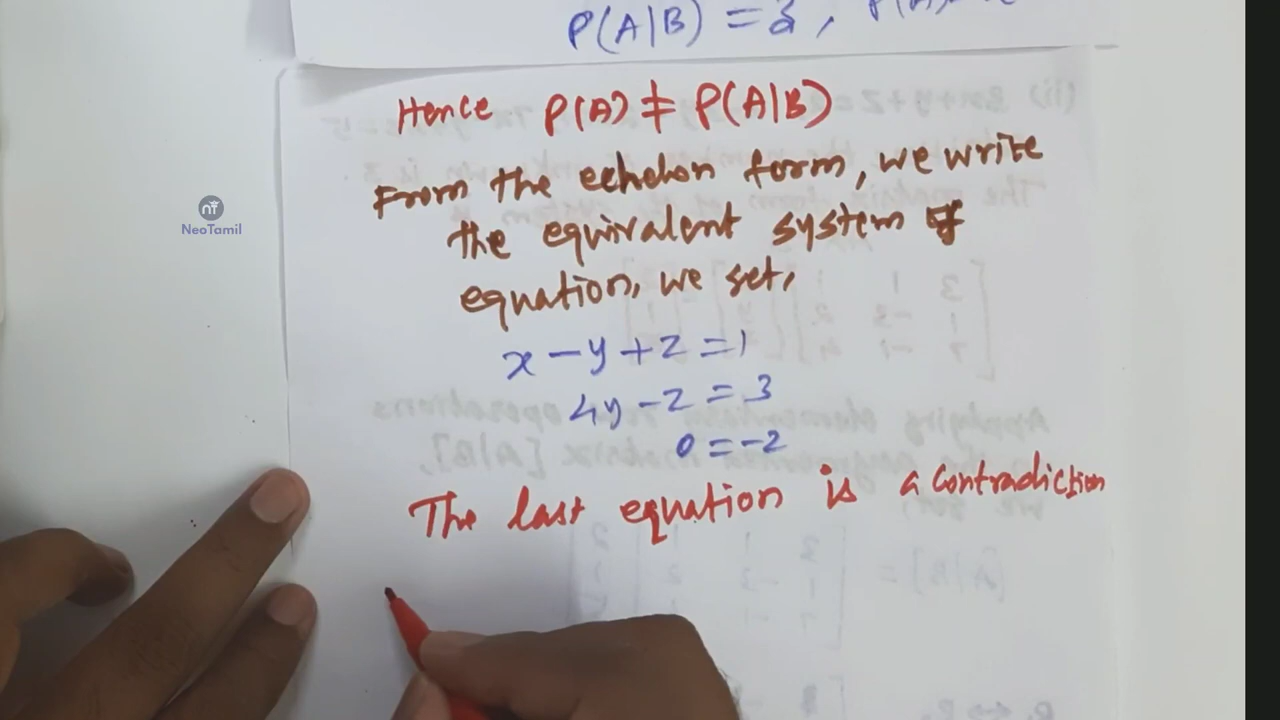 P(A|B) = 3,
Hence P(A) ≠ P(A|B)
From the echelon form, we write
the equivalent system of
equation, we get,
x - y + z = 1
4y - z = 3
0 = -2
The last equation is a contradiction
NeoTamil